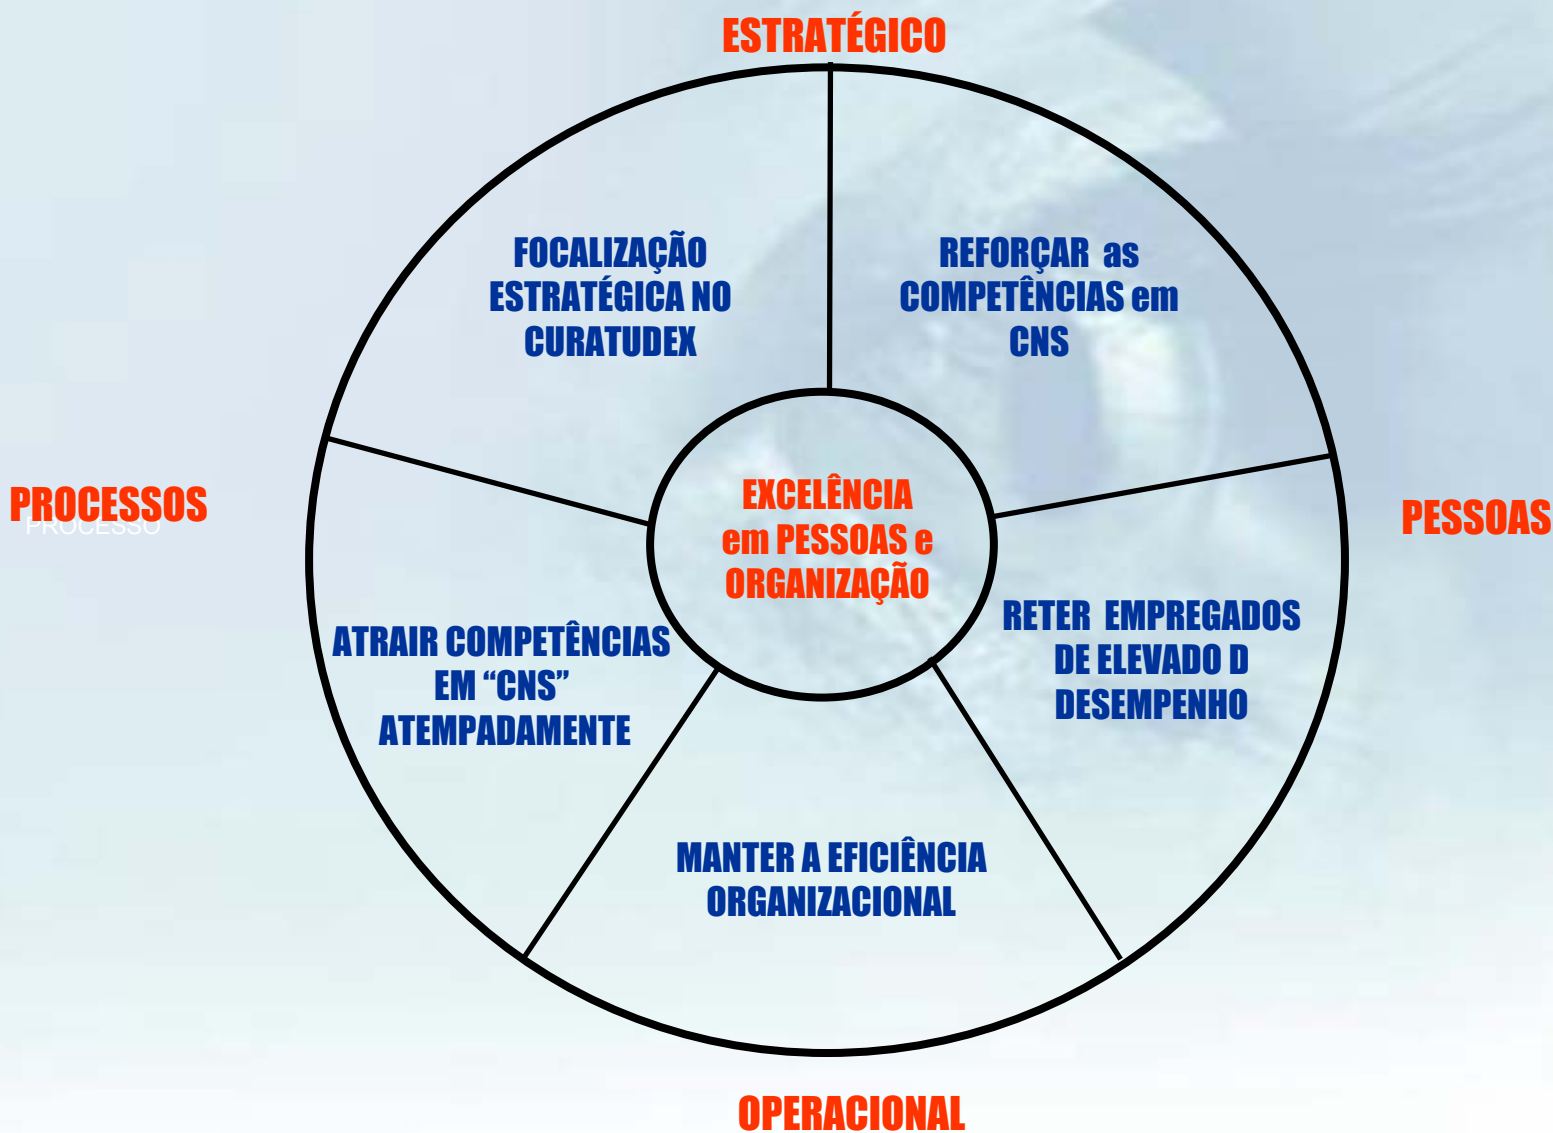 ESTRATÉGICO
FOCALIZAÇÃO
ESTRATÉGICA NO
CURATUDEX
REFORÇAR as
COMPETÊNCIAS em
CNS
PROCESSOS
PROCESSO
EXCELÊNCIA
em PESSOAS e
ORGANIZAÇÃO
PESSOAS
ATRAIR COMPETÊNCIAS
EM “CNS”
ATEMPADAMENTE
RETER EMPREGADOS
DE ELEVADO D
DESEMPENHO
MANTER A EFICIÊNCIA
ORGANIZACIONAL
OPERACIONAL